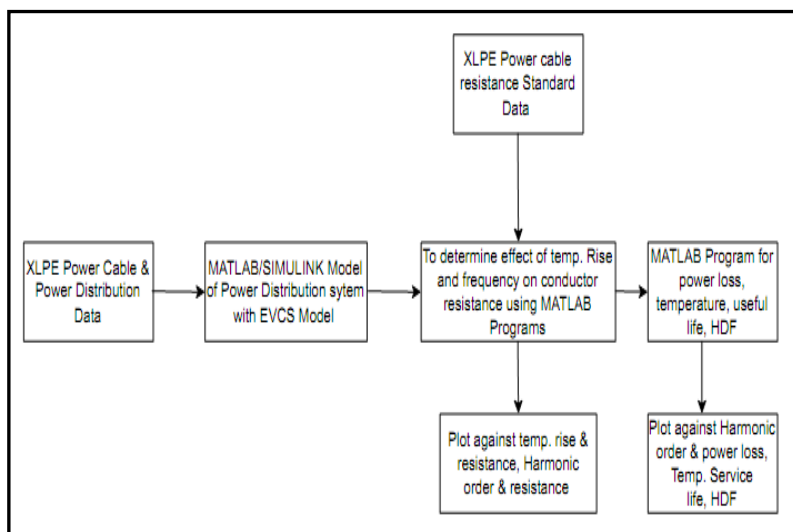 XLPE Power cable
resistance Standard
Data
XLPE Power Cable &
Power Distribution
Data
MATLAB/SIMULINK Model
of Power Distribution sytem
with EVCS Model
To determine effect of temp. Rise
and frequency on conductor
resistance using MATLAB
Programs
MATLAB Program for
power loss,
temperature, useful
life, HDF
Plot against temp. rise &
resistance, Harmonic
order & resistance
Plot against Harmonic
order & power loss,
Temp. Service
life, HDF